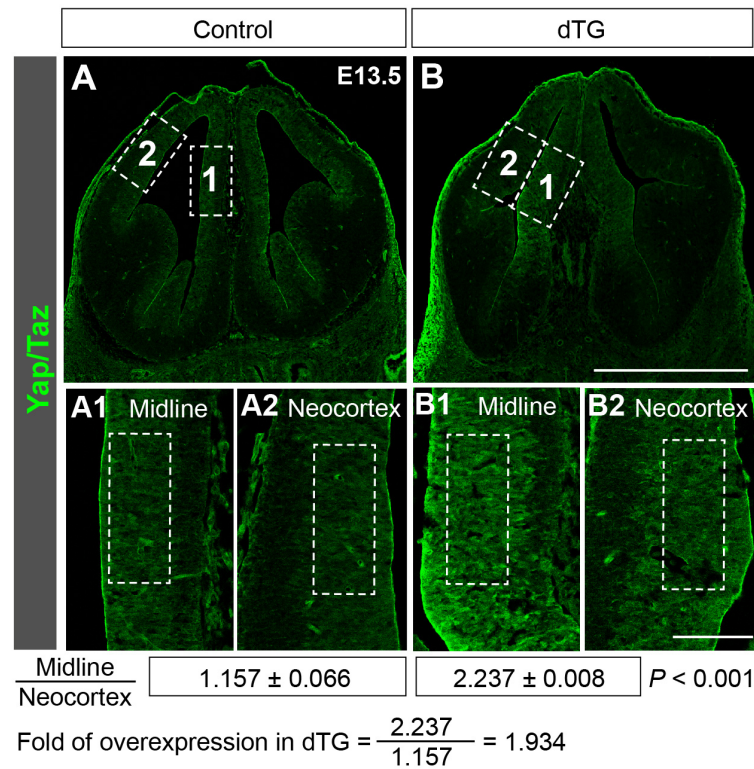 Control
dTG
A
E13.5
B
2
1
2
1
Yap/Taz
A1 Midline
A2 Neocortex
B1 Midline
B2 Neocortex
Midline
Neocortex
1.157 ± 0.066
2.237 ± 0.008
P < 0.001
Fold of overexpression in dTG = 2.237 / 1.157 = 1.934